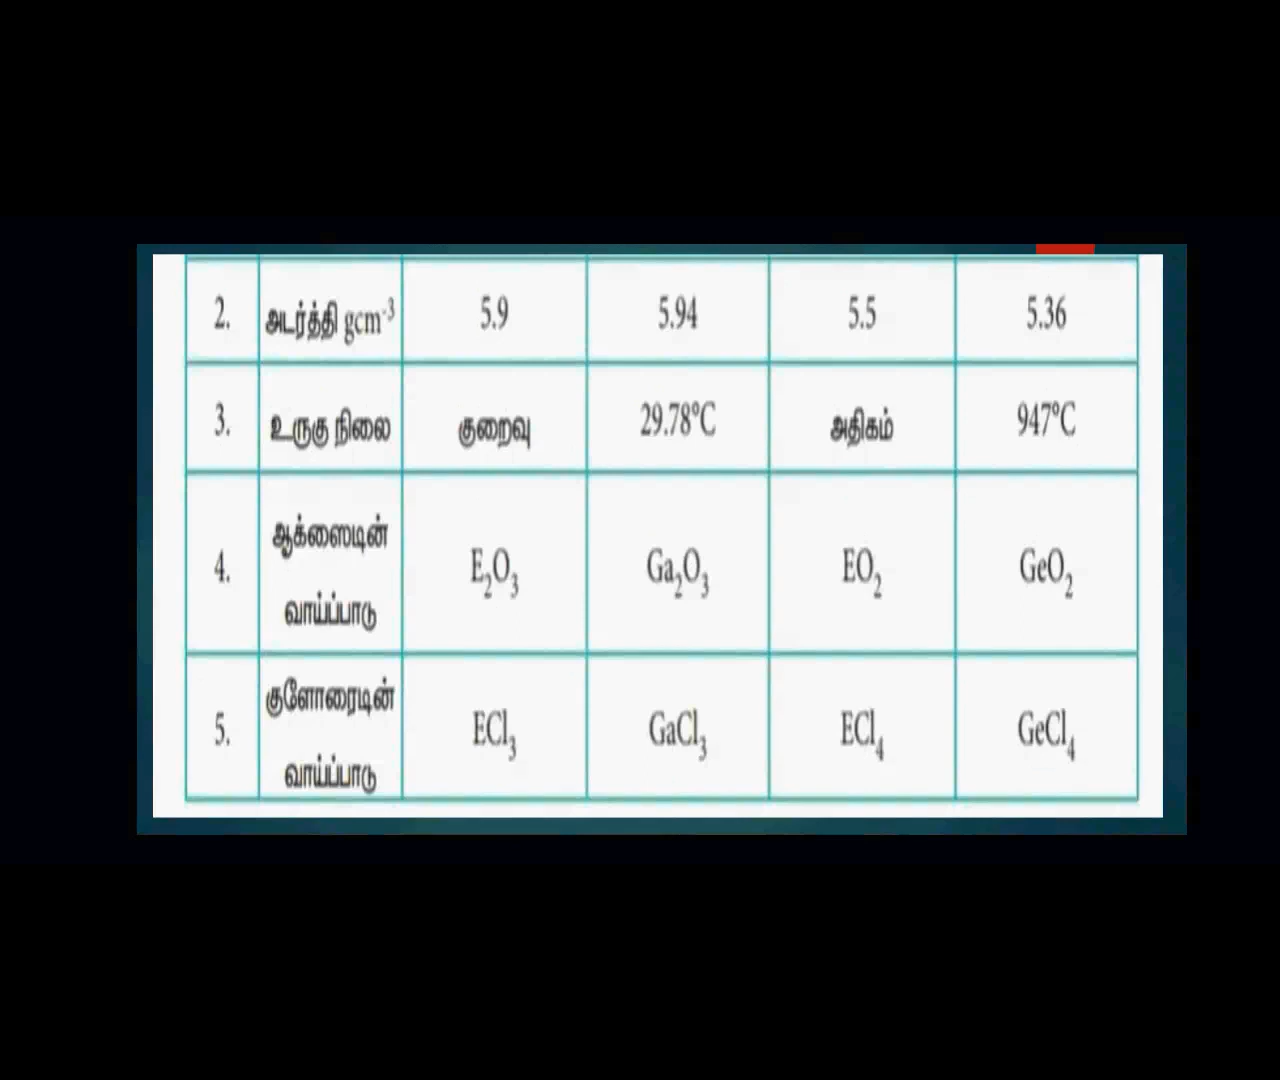 2. அடர்த்தி gcm⁻³ 5.9 5.94 5.5 5.36
3. உருகு நிலை குறைவு 29.78°C அதிகம் 947°C
4. ஆக்ஸைடின் வாய்ப்பாடு E₂O₃ Ga₂O₃ EO₂ GeO₂
5. குளோரைடின் வாய்ப்பாடு ECl₃ GaCl₃ ECl₄ GeCl₄